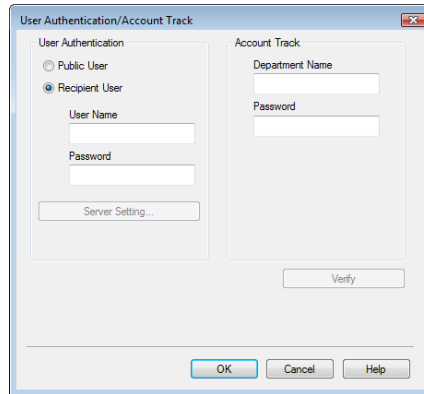 User Authentication/Account Track
User Authentication
Public User
Recipient User
User Name
Password
Server Setting...
Account Track
Department Name
Password
Verify
OK
Cancel
Help